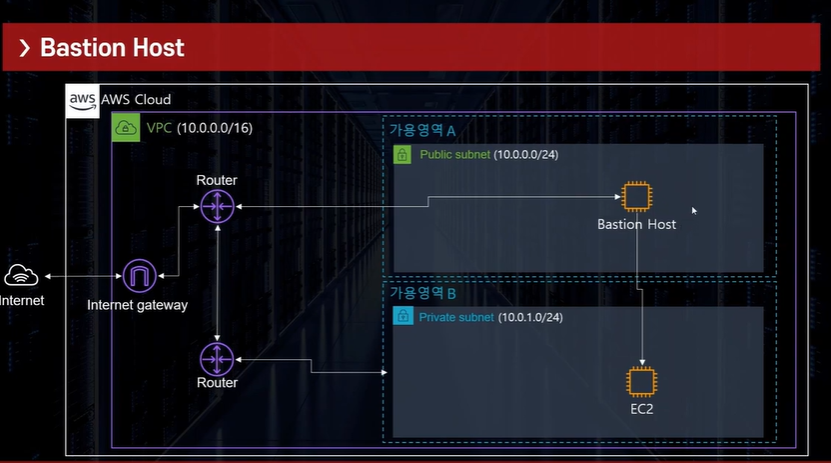 › Bastion Host
aws AWS Cloud
VPC (10.0.0.0/16)
가용영역 A
Public subnet (10.0.0.0/24)
Router
Bastion Host
Internet
Internet gateway
가용영역 B
Private subnet (10.0.1.0/24)
Router
EC2